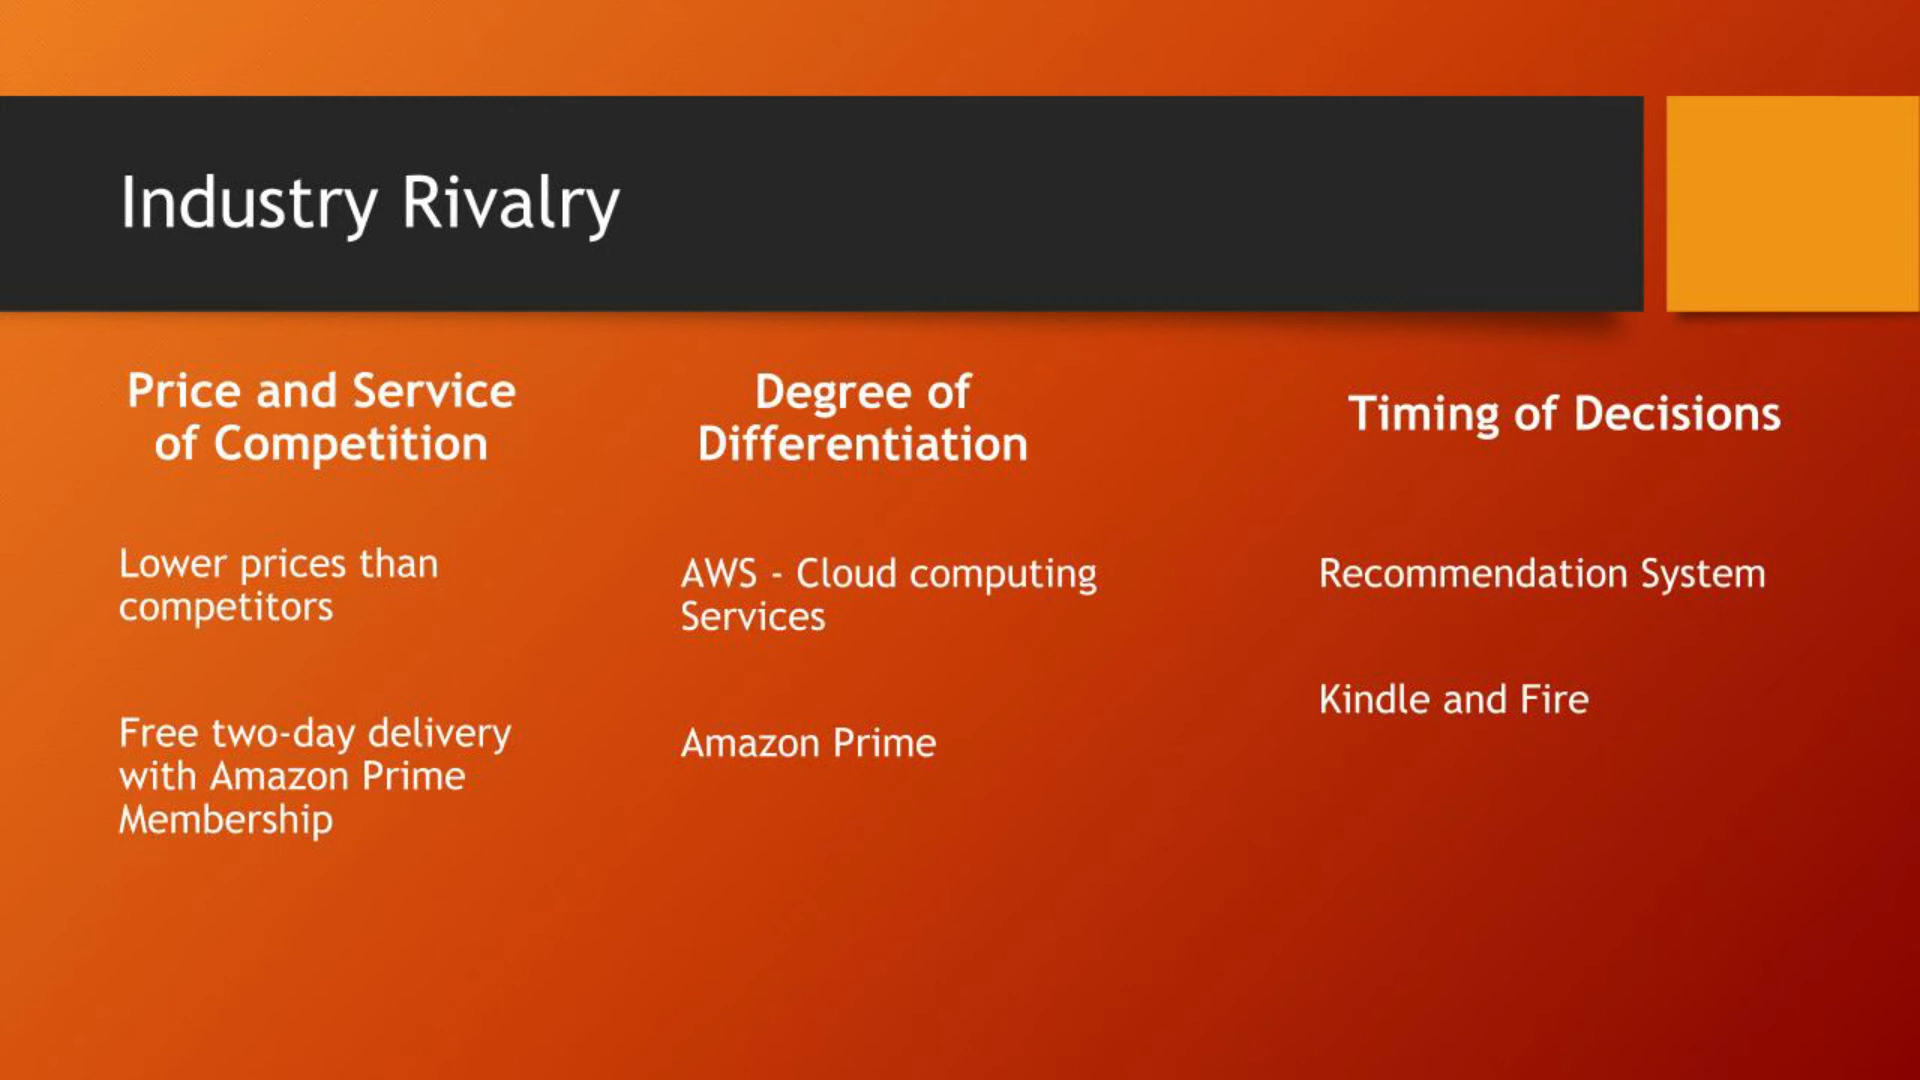 Industry Rivalry
Price and Service
of Competition
Lower prices than
competitors
Free two-day delivery
with Amazon Prime
Membership
Degree of
Differentiation
AWS - Cloud computing
Services
Amazon Prime
Timing of Decisions
Recommendation System
Kindle and Fire